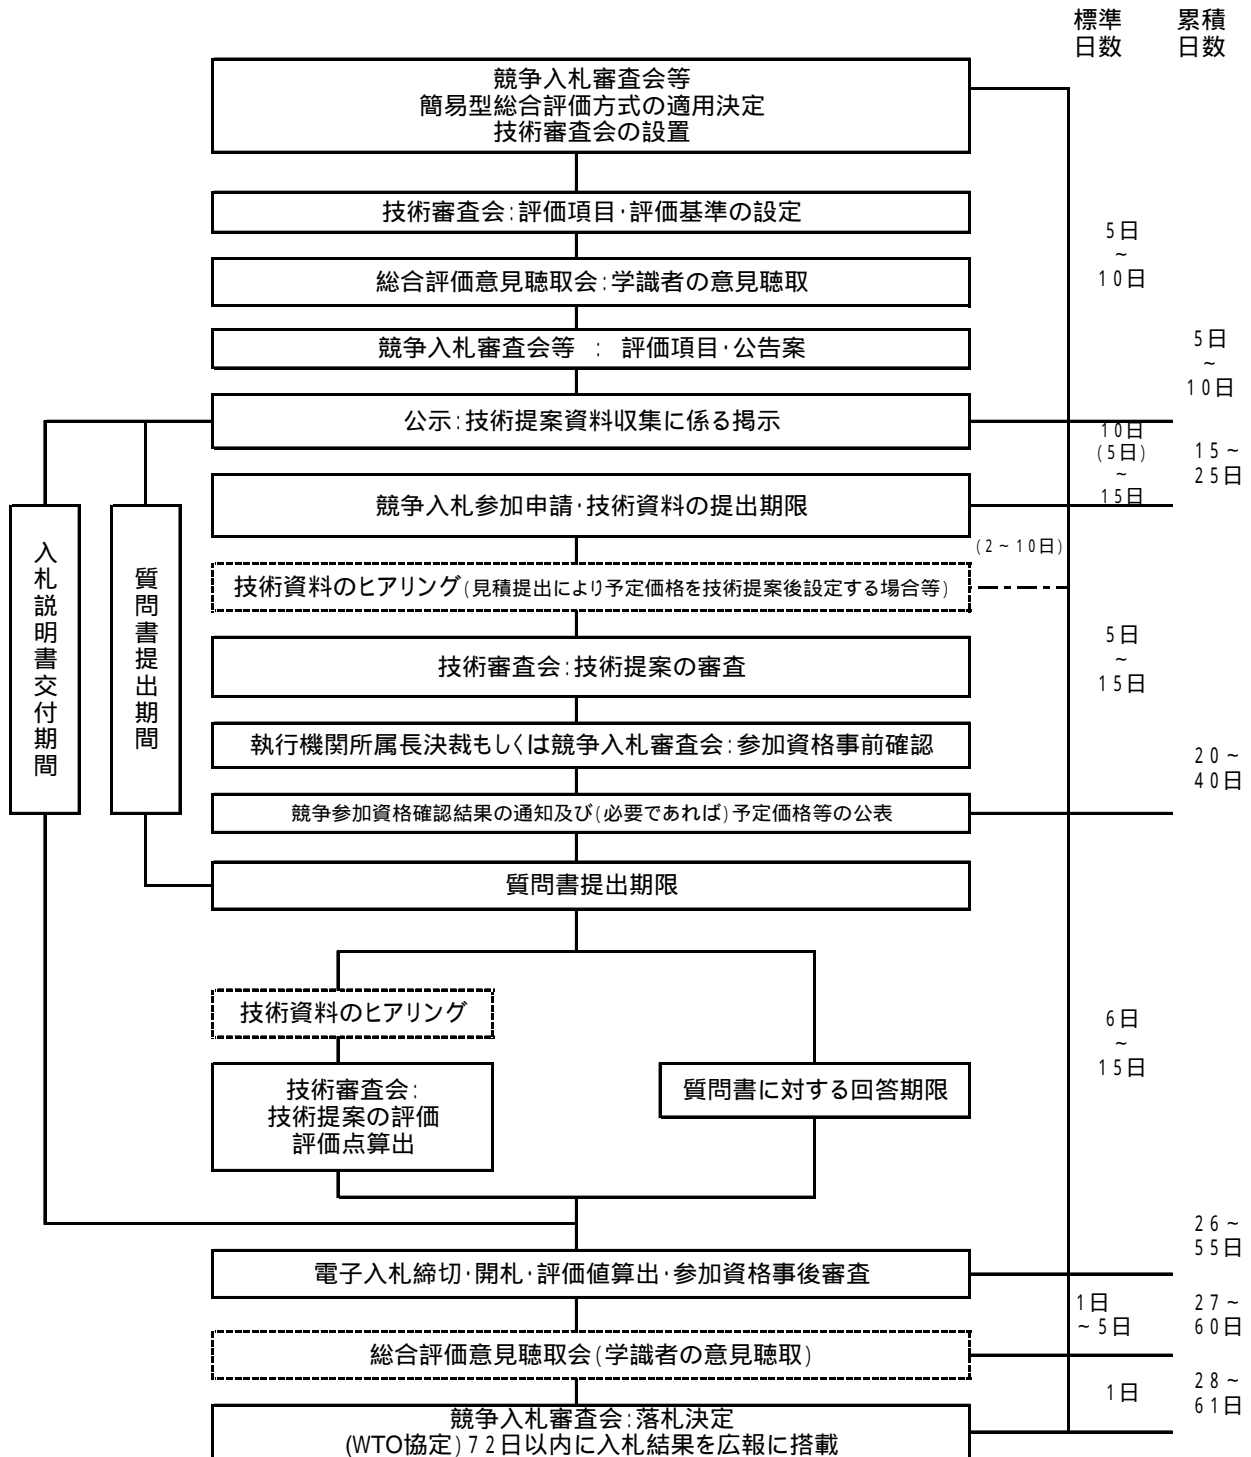 標準
日数
累積
日数
競争入札審査会等
簡易型総合評価方式の適用決定
技術審査会の設置
技術審査会:評価項目・評価基準の設定
5日
~
10日
総合評価意見聴取会:学識者の意見聴取
競争入札審査会等 : 評価項目・公告案
5日
~
10日
公示:技術提案資料収集に係る掲示
10日
(5日)
~
15日
15~
25日
競争入札参加申請・技術資料の提出期限
入札説明書交付期間
質問書提出期間
(2~10日)
技術資料のヒアリング(見積提出により予定価格を技術提案後設定する場合等)
5日
~
15日
技術審査会:技術提案の審査
執行機関所属長決裁もしくは競争入札審査会:参加資格事前確認
20~
40日
競争参加資格確認結果の通知及び(必要であれば)予定価格等の公表
質問書提出期限
技術資料のヒアリング
6日
~
15日
技術審査会:
技術提案の評価
評価点算出
質問書に対する回答期限
26~
55日
電子入札締切・開札・評価値算出・参加資格事後審査
1日
~5日
27~
60日
総合評価意見聴取会(学識者の意見聴取)
1日
28~
61日
競争入札審査会:落札決定
(WTO協定)72日以内に入札結果を広報に搭載